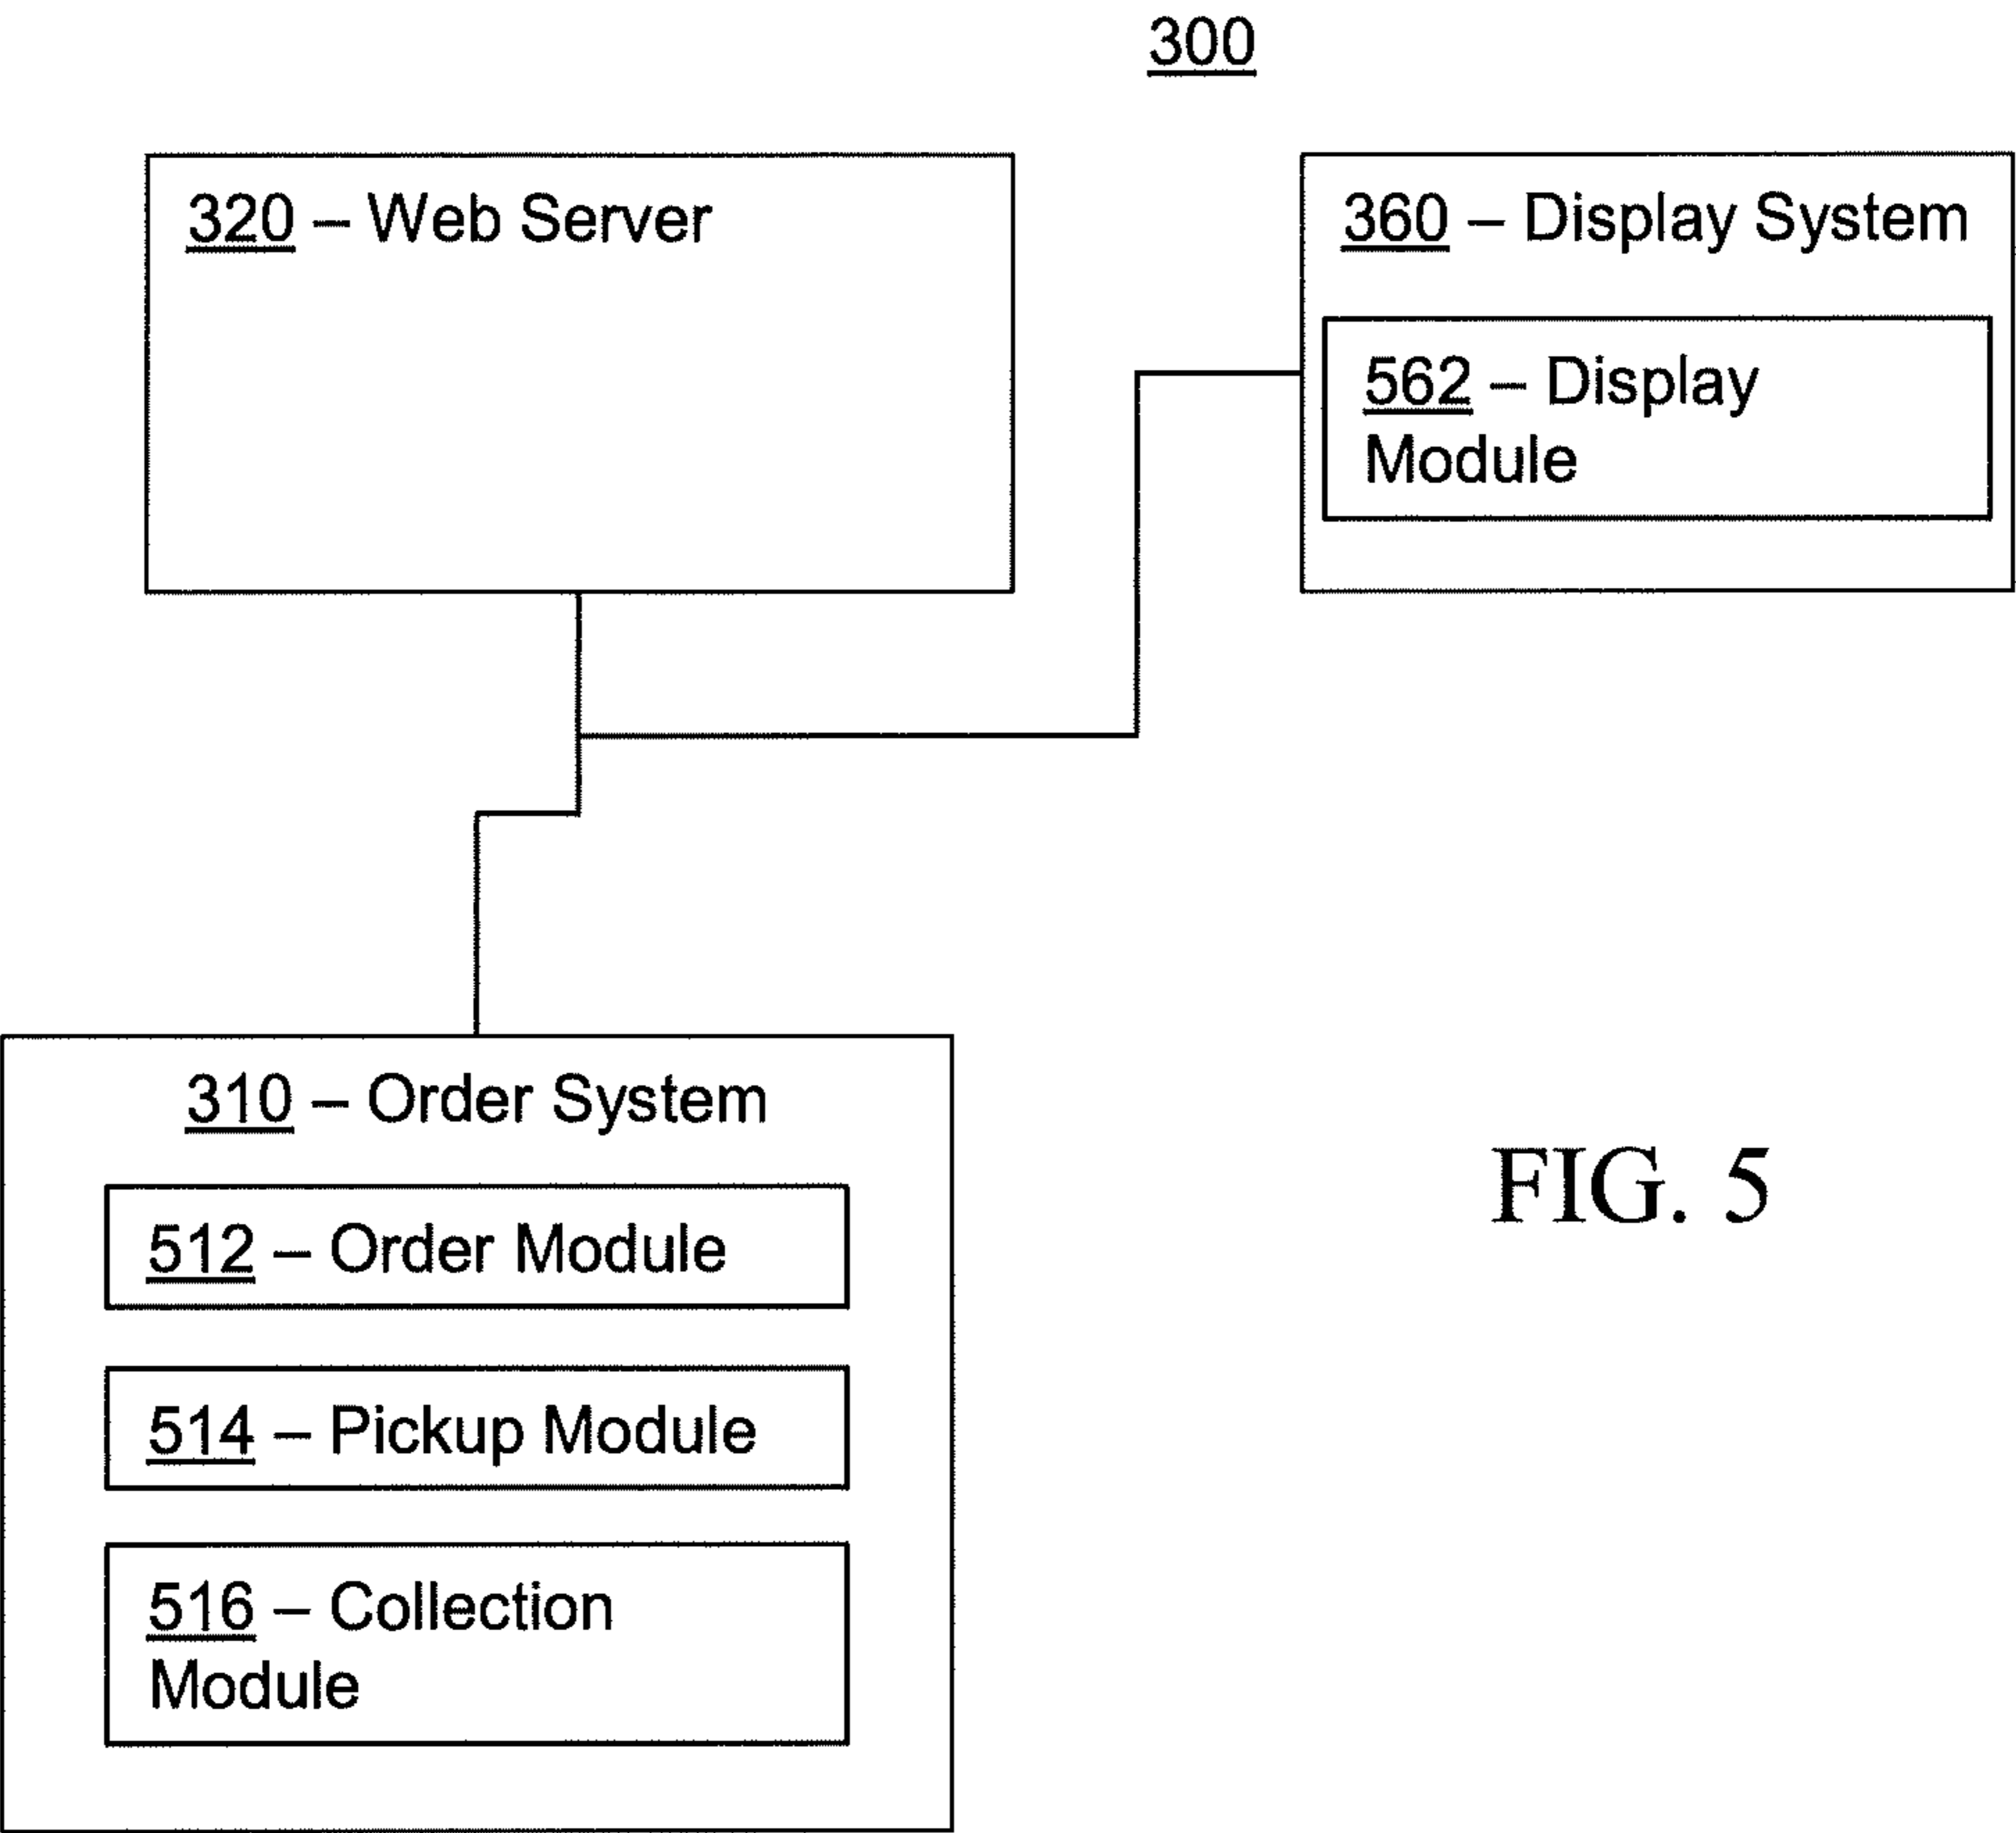 300
320 – Web Server
360 – Display System
562 – Display
Module
310 – Order System
512 – Order Module
514 – Pickup Module
516 – Collection
Module
FIG. 5